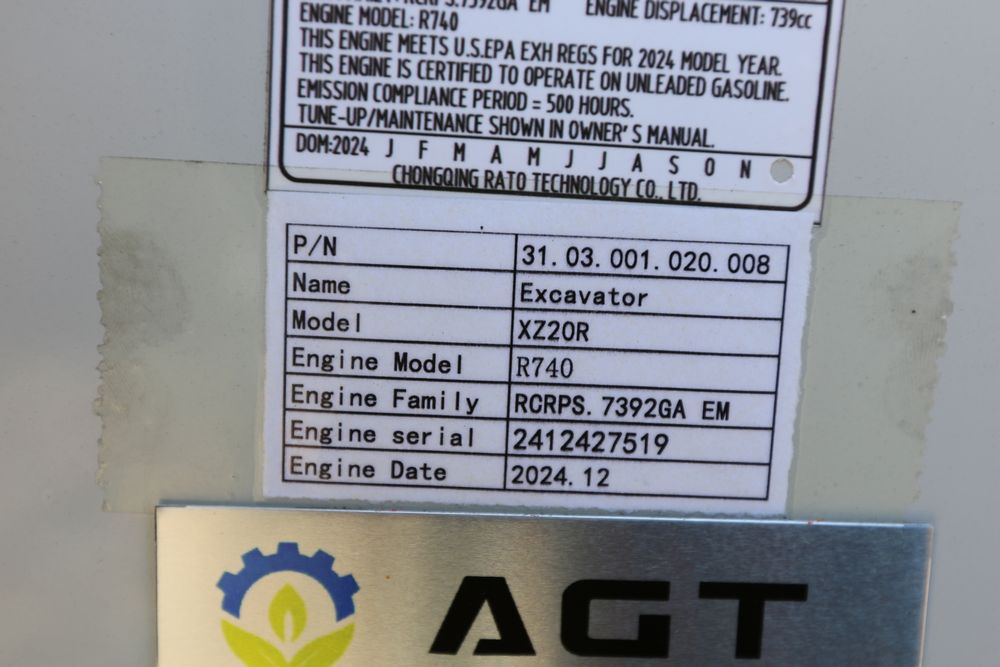 RCRPS.7392GA EM ENGINE DISPLACEMENT: 739cc
ENGINE MODEL: R740
THIS ENGINE MEETS U.S.EPA EXH REGS FOR 2024 MODEL YEAR.
THIS ENGINE IS CERTIFIED TO OPERATE ON UNLEADED GASOLINE.
EMISSION COMPLIANCE PERIOD = 500 HOURS.
TUNE-UP/MAINTENANCE SHOWN IN OWNER'S MANUAL.
DOM:2024 J F M A M J J A S O N
CHONGQING RATO TECHNOLOGY CO., LTD.
P/N 31.03.001.020.008
Name Excavator
Model XZ20R
Engine Model R740
Engine Family RCRPS.7392GA EM
Engine serial 2412427519
Engine Date 2024.12
AGT